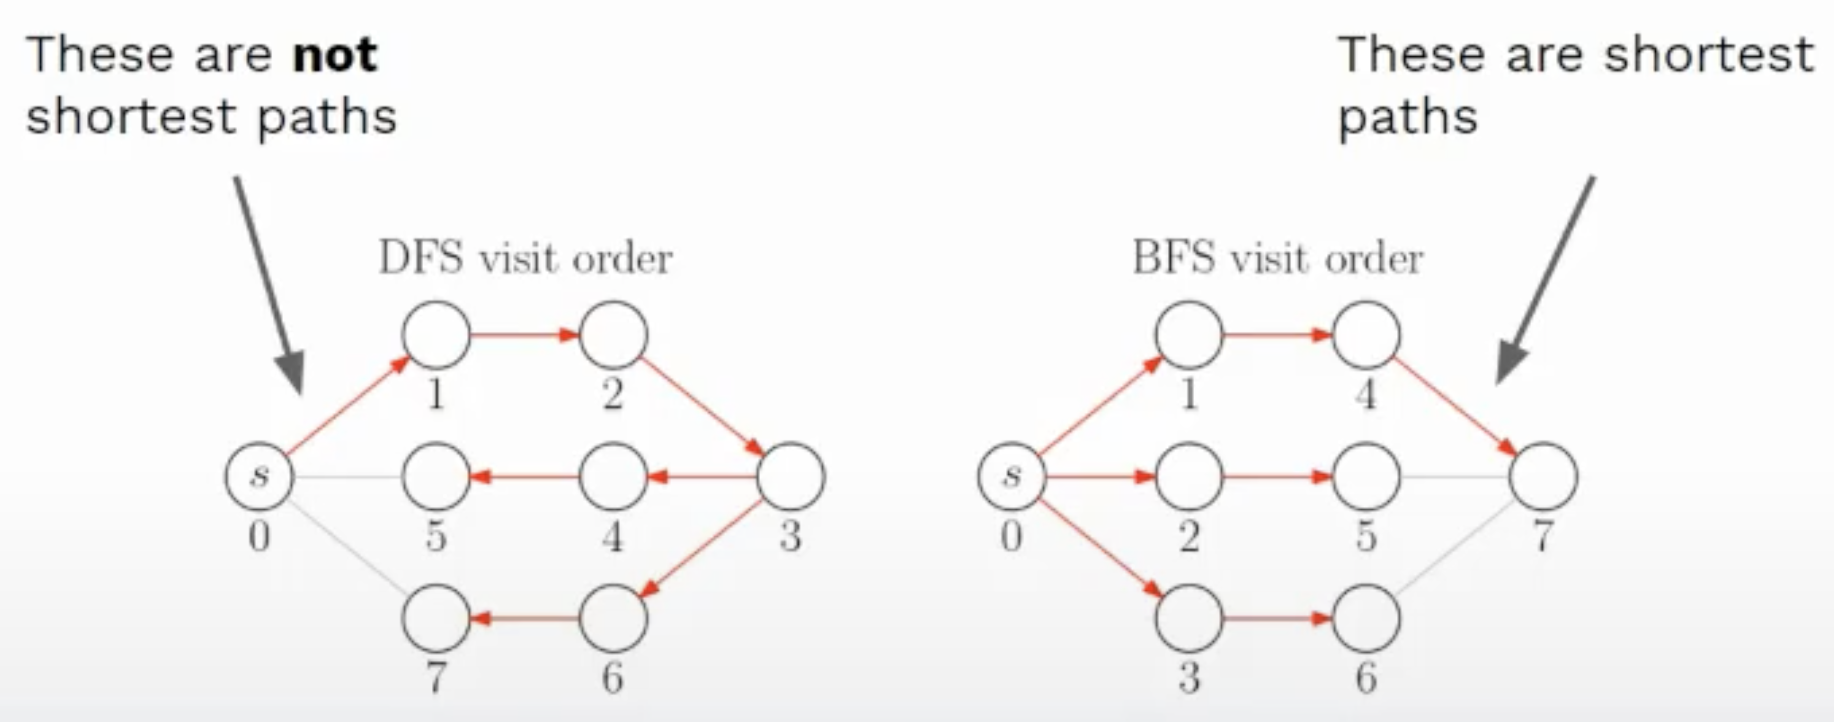 These are not
shortest paths
These are shortest
paths
DFS visit order
1
2
s
0
5
4
3
7
6
BFS visit order
1
4
s
0
2
5
7
3
6